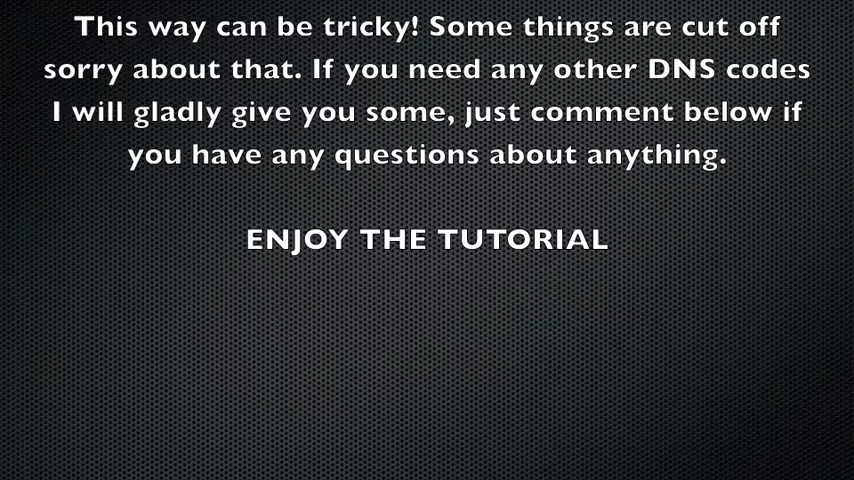 This way can be tricky! Some things are cut off
sorry about that. If you need any other DNS codes
I will gladly give you some, just comment below if
you have any questions about anything.
ENJOY THE TUTORIAL